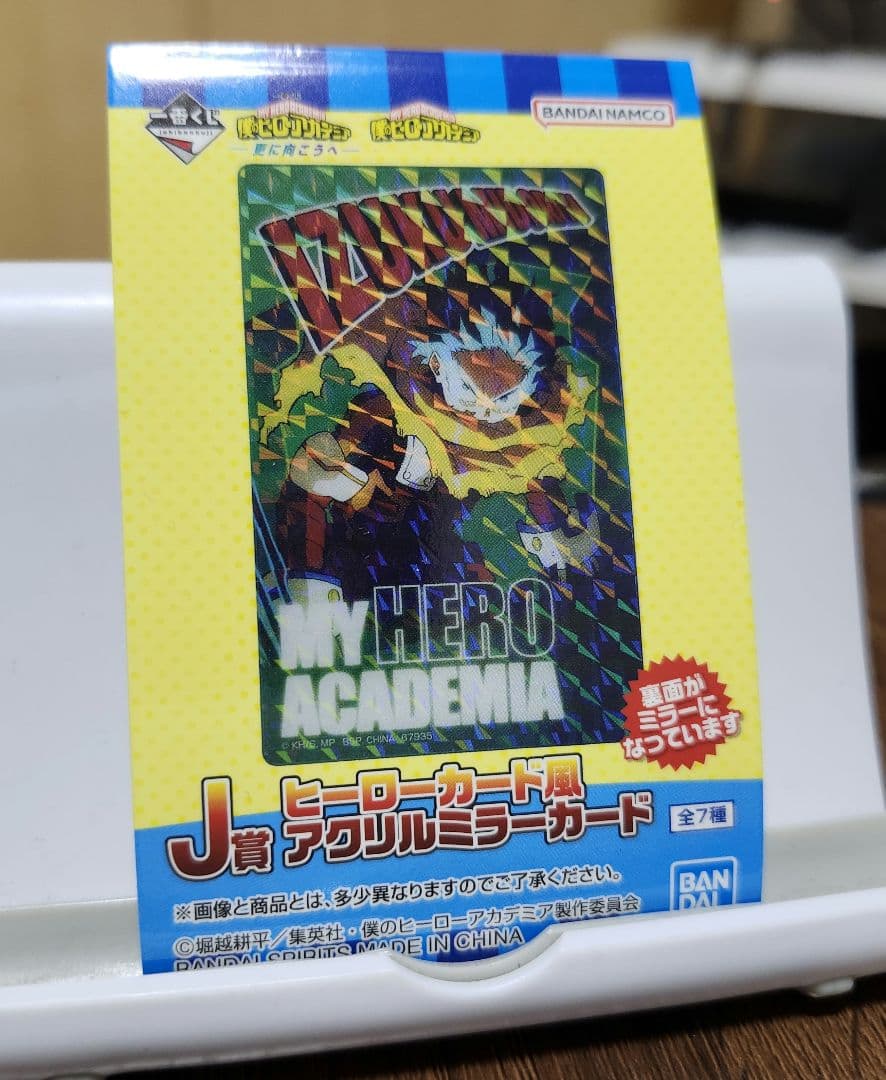 一番くじ
ichibankuji
僕のヒーローアカデミア
更に向こうへ
僕のヒーローアカデミア
BANDAI NAMCO
IZUKU MIDORIYA
MY HERO
ACADEMIA
BSP CHINA 67935
裏面が
ミラーに
なっています
J賞
ヒーローカード風
アクリルミラーカード
全7種
※画像と商品とは、多少異なりますのでご了承ください。
©堀越耕平／集英社・僕のヒーローアカデミア製作委員会
BANDAI SPIRITS MADE IN CHINA
BAN
DAI